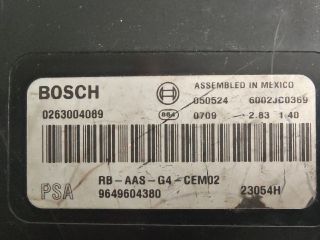 BOSCH
ASSEMBLED IN MEXICO
050524 6002JC0369
0263004089
884 0709 2.83 1.40
RB-AAS-G4-CEM02
PSA 9649604380 23054H